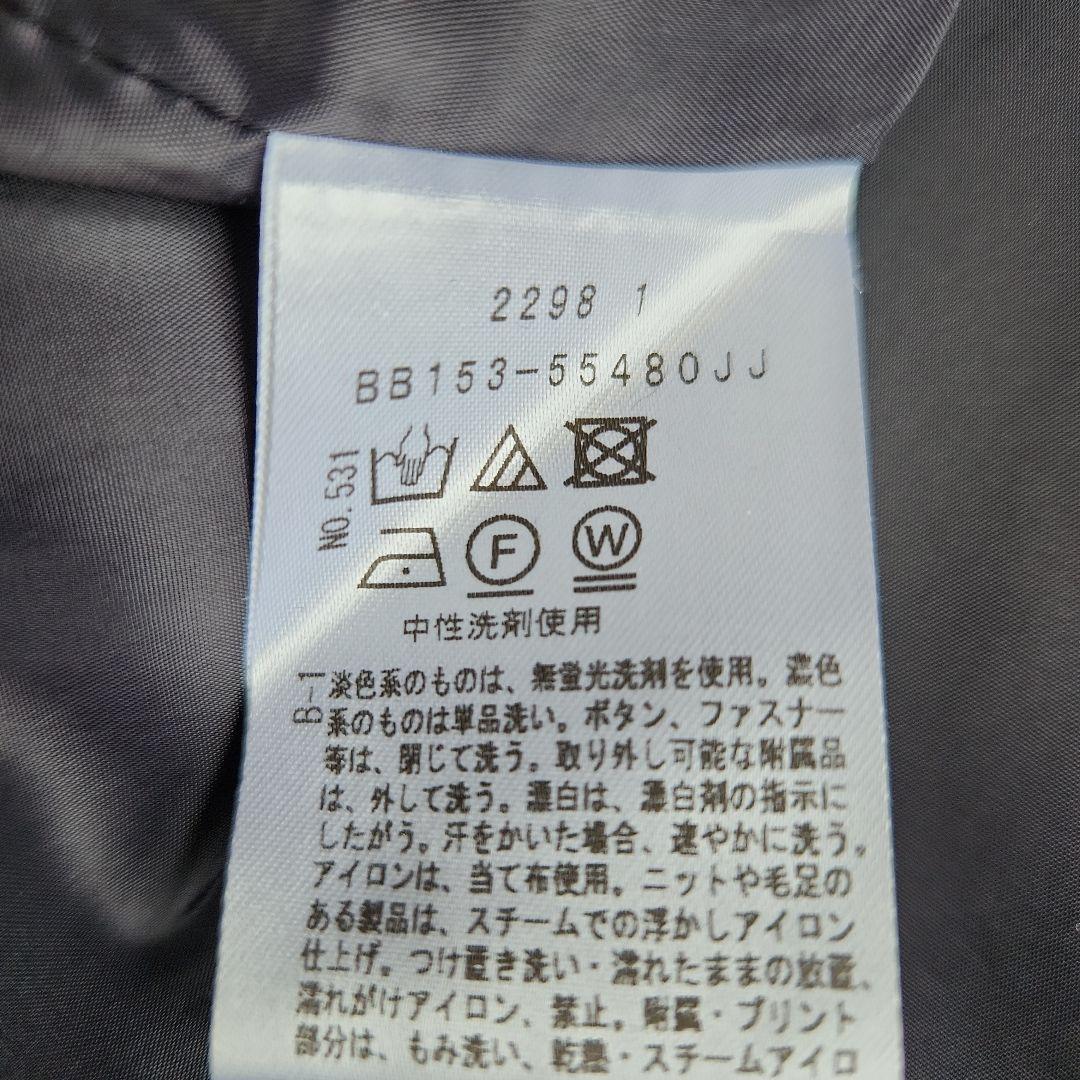 2298 1
BB153-55480JJ
NO. 531
F
W
中性洗剤使用
B-1
淡色系のものは、無蛍光洗剤を使用。濃色
系のものは単品洗い。ボタン、ファスナー
等は、閉じて洗う。取り外し可能な附属品
は、外して洗う。漂白は、漂白剤の指示に
したがう。汗をかいた場合、速やかに洗う。
アイロンは、当て布使用。ニットや毛足の
ある製品は、スチームでの浮かしアイロン
仕上げ。つけ置き洗い・濡れたままの放置、
濡れがけアイロン、禁止。附属・プリント
部分は、もみ洗い、乾熱・スチームアイロ